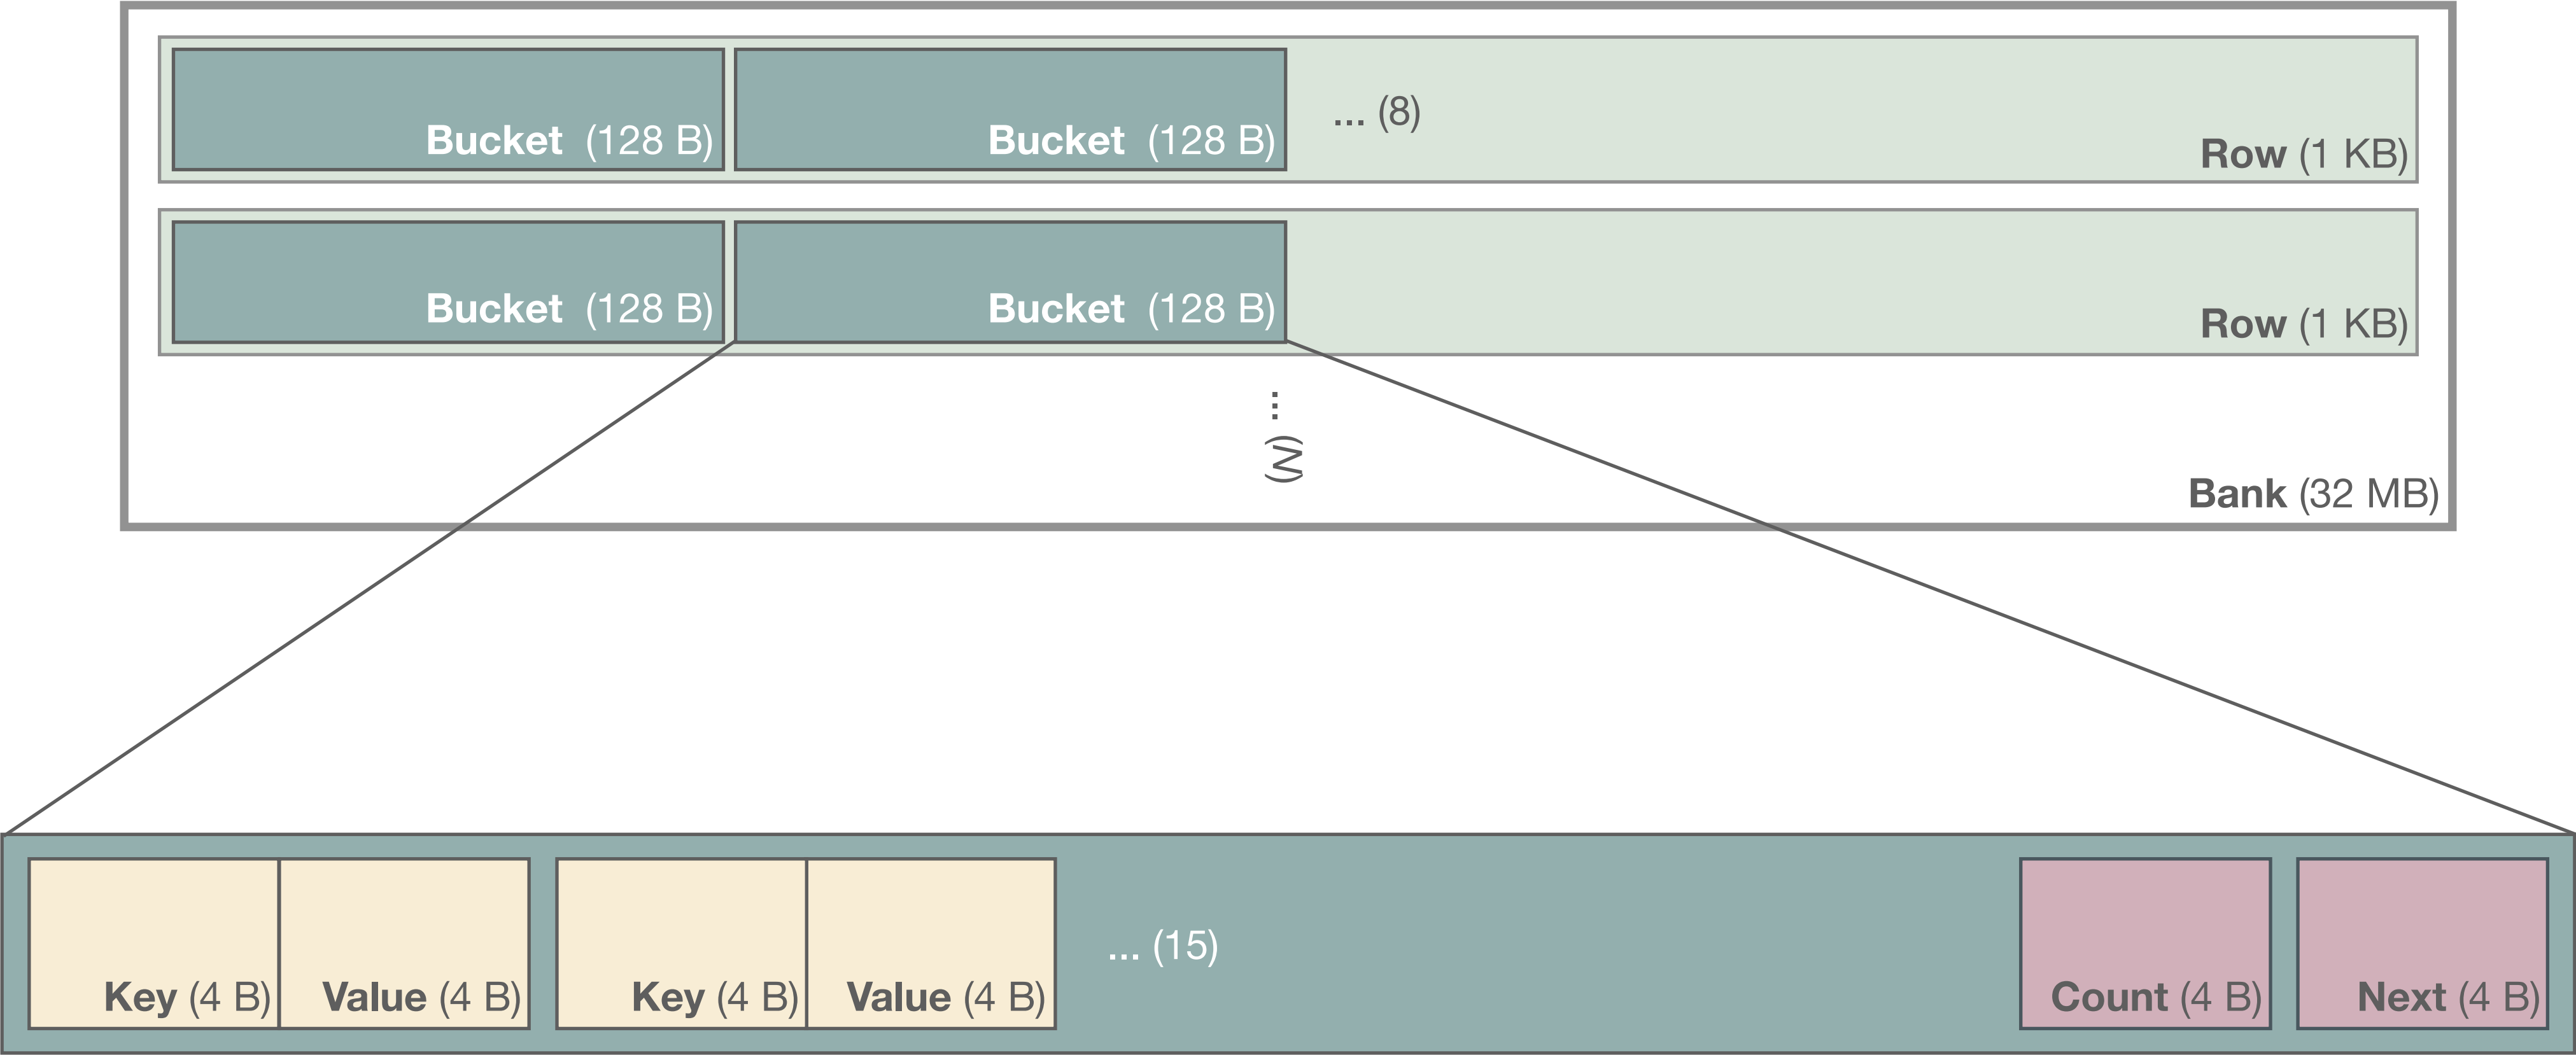 Bucket (128 B) Bucket (128 B) ... (8) Row (1 KB)
Bucket (128 B) Bucket (128 B) Row (1 KB)
... (N)
Bank (32 MB)
... (15)
Key (4 B) Value (4 B) Key (4 B) Value (4 B) Count (4 B) Next (4 B)